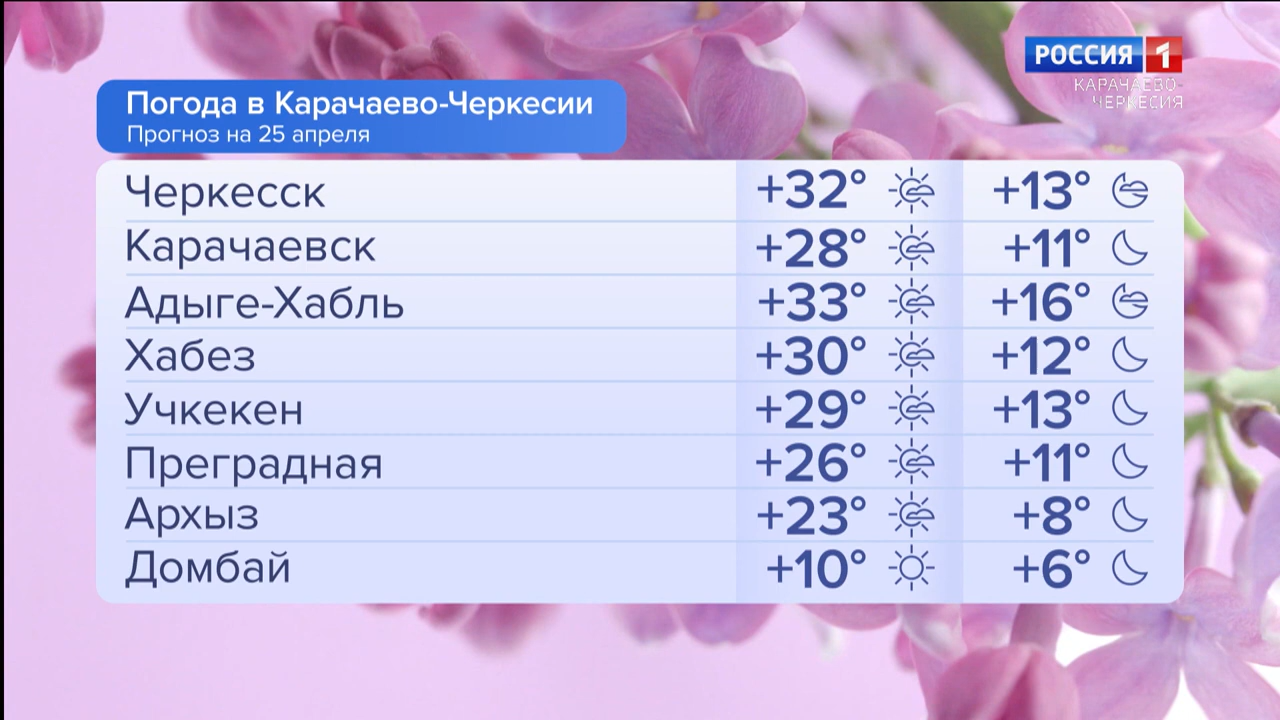 РОССИЯ 1
КАРАЧАЕВО-
ЧЕРКЕСИЯ
Погода в Карачаево-Черкесии
Прогноз на 25 апреля
Черкесск +32° +13°
Карачаевск +28° +11°
Адыге-Хабль +33° +16°
Хабез +30° +12°
Учкекен +29° +13°
Преградная +26° +11°
Архыз +23° +8°
Домбай +10° +6°